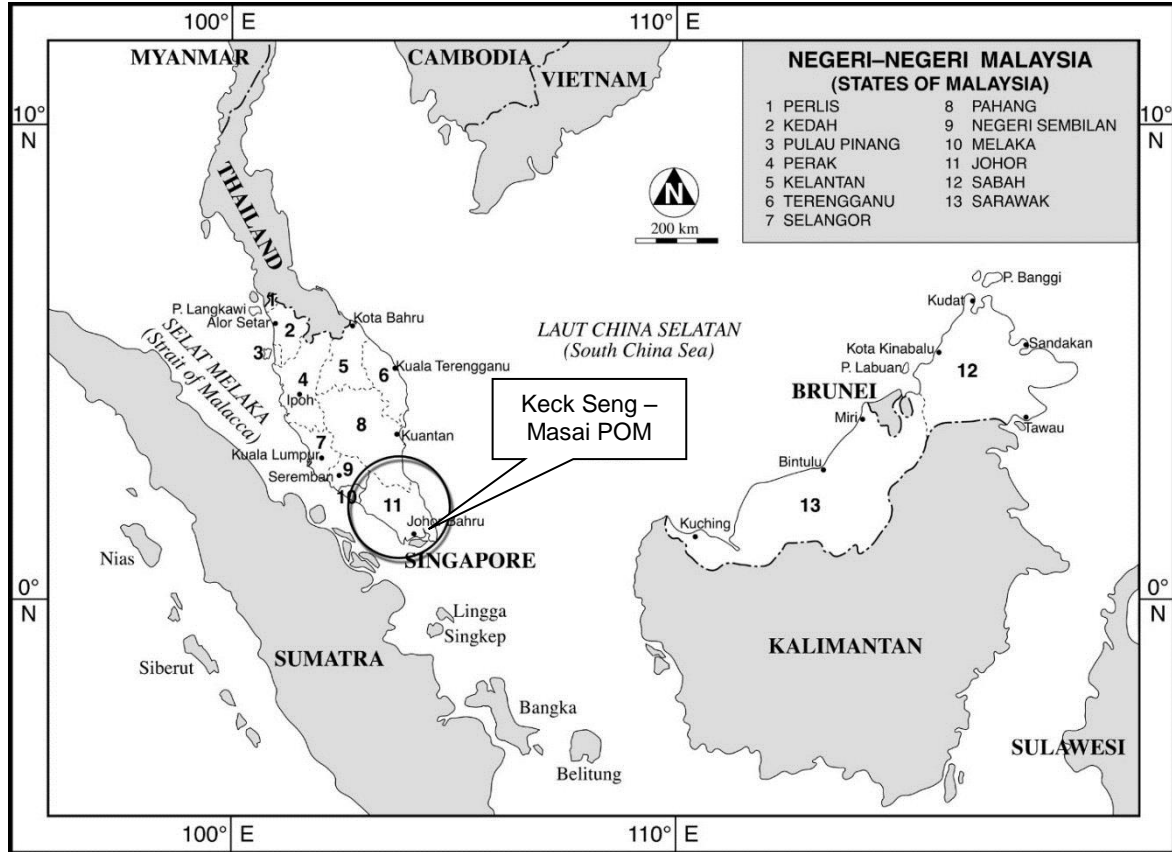 100° E
110° E
MYANMAR
CAMBODIA
VIETNAM
NEGERI–NEGERI MALAYSIA
(STATES OF MALAYSIA)
1 PERLIS
2 KEDAH
3 PULAU PINANG
4 PERAK
5 KELANTAN
6 TERENGGANU
7 SELANGOR
8 PAHANG
9 NEGERI SEMBILAN
10 MELAKA
11 JOHOR
12 SABAH
13 SARAWAK
10°
N
10°
N
THAILAND
N
200 km
P. Banggi
Kudat
1
P. Langkawi
Alor Setar
2
Kota Bahru
SELAT MELAKA
(Strait of Malacca)
LAUT CHINA SELATAN
(South China Sea)
Kota Kinabalu
Sandakan
3
5
6
Kuala Terengganu
P. Labuan
12
4
Ipoh
BRUNEI
Keck Seng –
Masai POM
8
Kuantan
Miri
Tawau
7
Kuala Lumpur
9
Seremban
Bintulu
10
11
13
Johor Bahru
Kuching
SINGAPORE
Nias
0°
N
0°
N
Lingga
Singkep
KALIMANTAN
Siberut
SUMATRA
Bangka
SULAWESI
Belitung
100° E
110° E